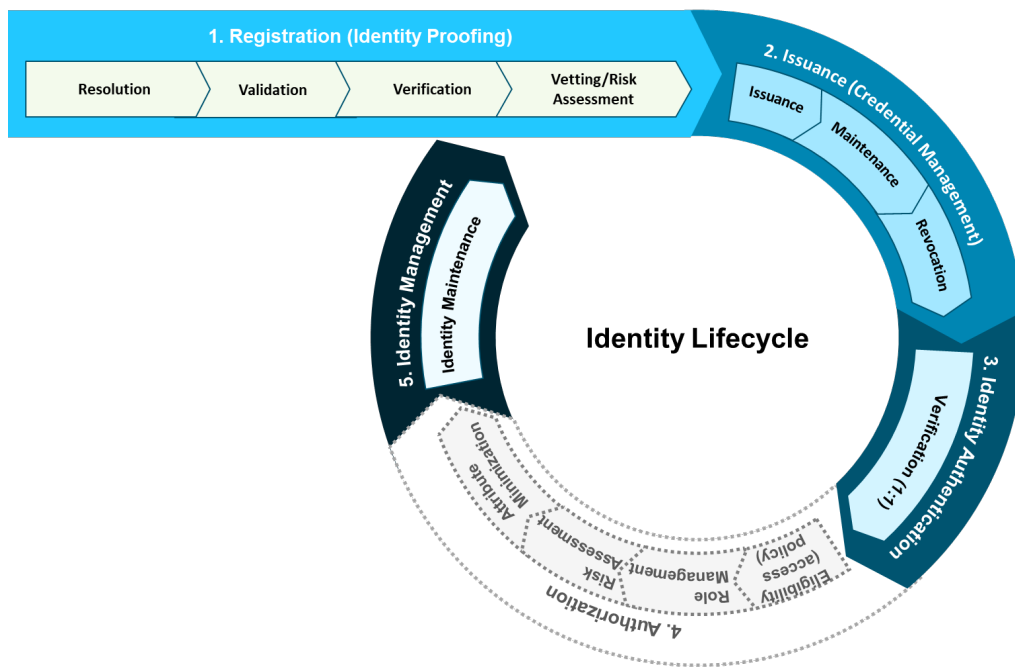 1. Registration (Identity Proofing)
Resolution
Validation
Verification
Vetting/Risk
Assessment
2. Issuance (Credential Management)
Issuance
Maintenance
Revocation
3. Identity Authentication
Verification (1:1)
4. Authorization
Eligibility
(access
policy)
Role
Management
Risk
Assessment
Attribute
Minimization
5. Identity Management
Identity Maintenance
Identity Lifecycle